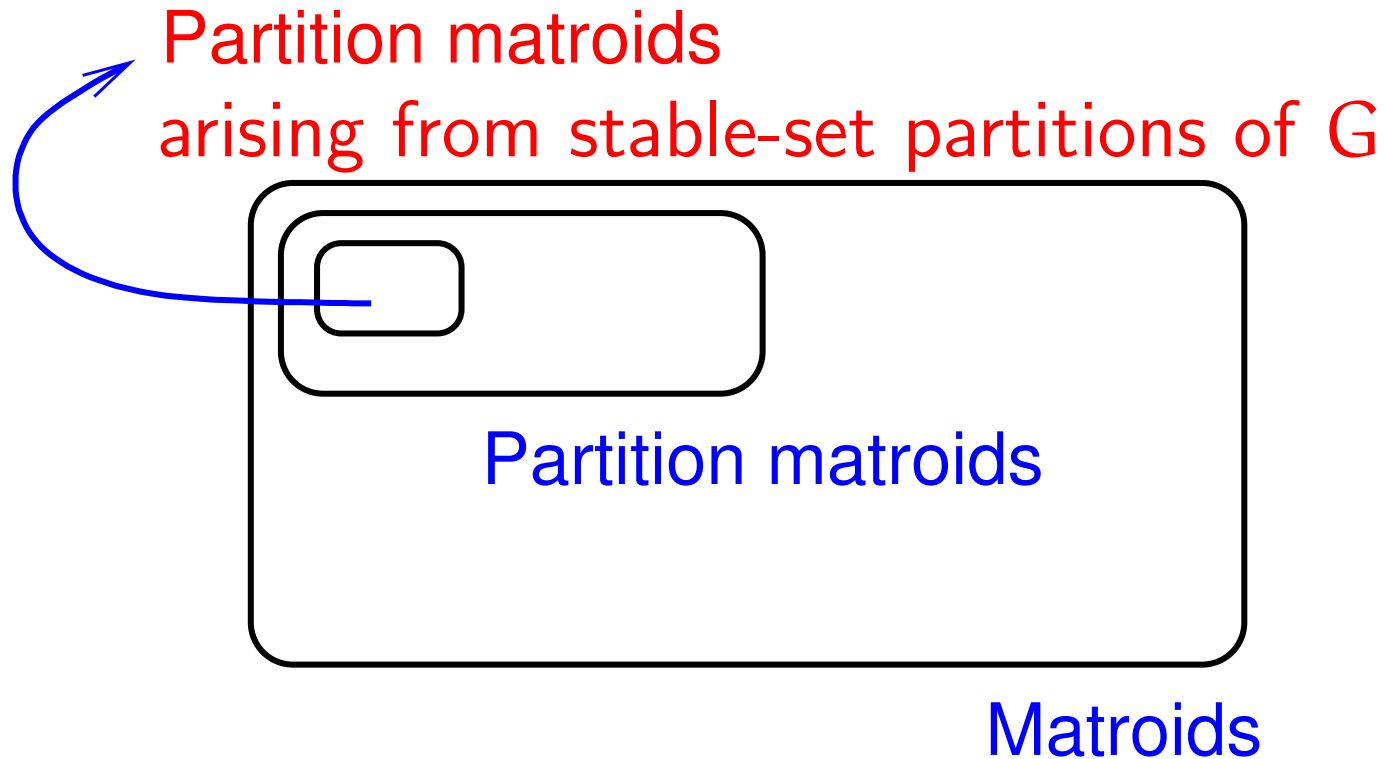 Partition matroids
arising from stable-set partitions of G
Partition matroids
Matroids